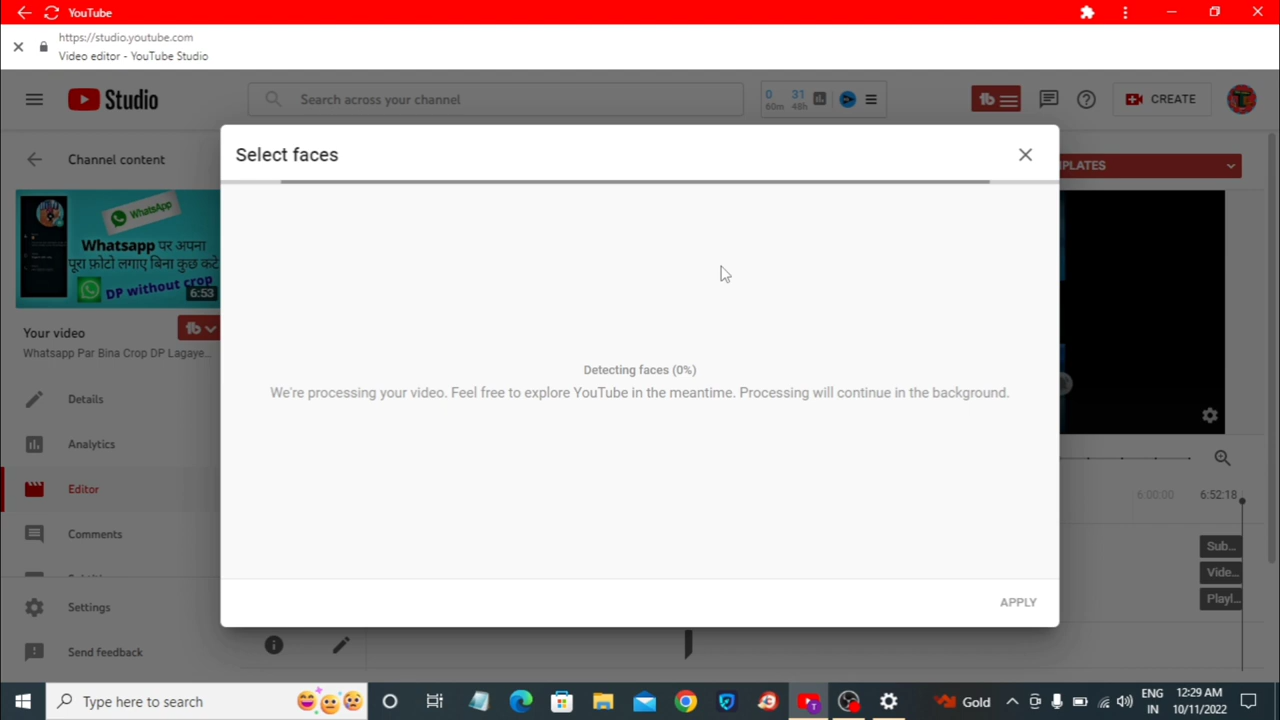 YouTube
https://studio.youtube.com
Video editor - YouTube Studio
Studio
Search across your channel
0 31
60m 48h
CREATE
Channel content
Select faces
PLATES
WhatsApp
Whatsapp पर अपना
पूरा फ़ोटो लगाए बिना कुछ कटे
DP without crop
6:53
Your video
Whatsapp Par Bina Crop DP Lagaye...
Detecting faces (0%)
We're processing your video. Feel free to explore YouTube in the meantime. Processing will continue in the background.
Details
Analytics
Editor
6:00:00 6:52:18
Comments
Sub...
Vide...
Playl...
Settings
APPLY
Send feedback
Type here to search
Gold
ENG
IN
12:29 AM
10/11/2022